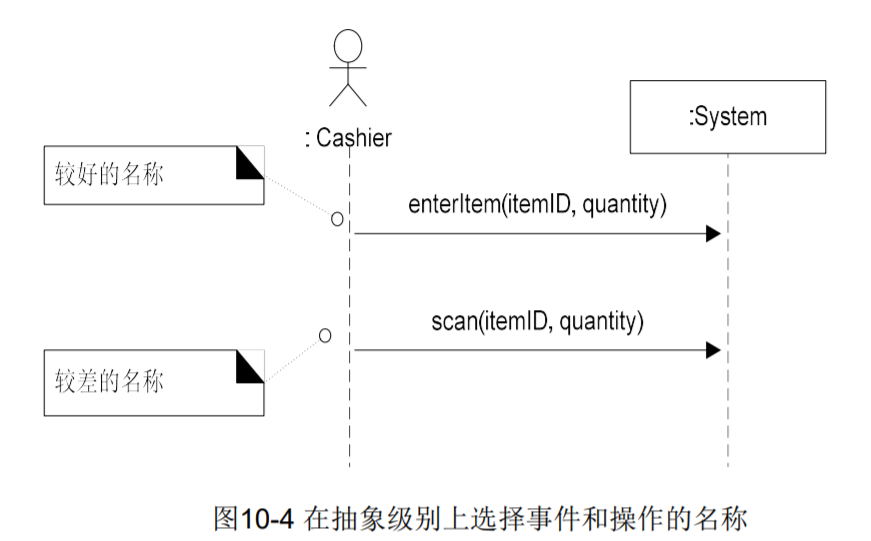 : Cashier
:System
较好的名称
enterItem(itemID, quantity)
scan(itemID, quantity)
较差的名称
图10-4 在抽象级别上选择事件和操作的名称